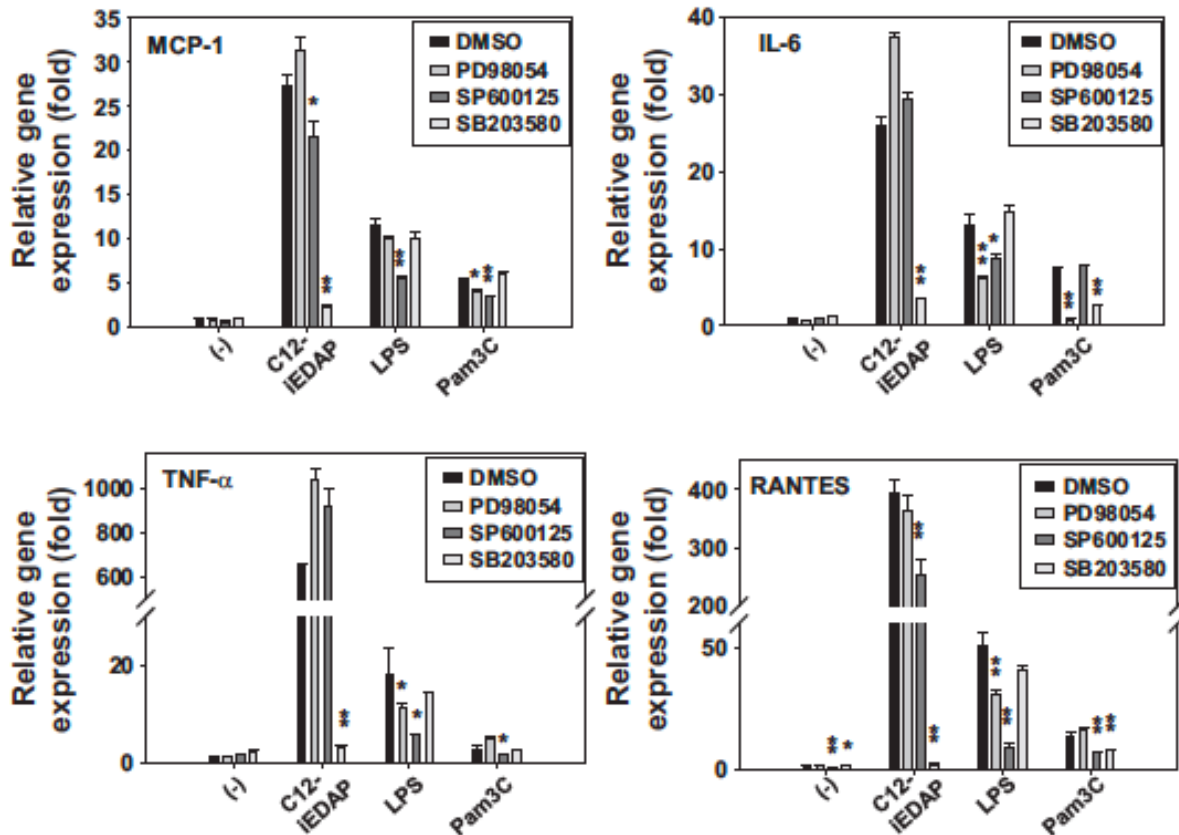 MCP-1
DMSO
PD98054
SP600125
SB203580
Relative gene
expression (fold)
35
30
25
20
15
10
5
0
*
**
**
*
**
(-)
C12-
iEDAP
LPS
Pam3C
IL-6
DMSO
PD98054
SP600125
SB203580
Relative gene
expression (fold)
40
30
20
10
0
**
**
*
**
**
(-)
C12-
iEDAP
LPS
Pam3C
TNF-α
DMSO
PD98054
SP600125
SB203580
Relative gene
expression (fold)
1000
800
600
20
0
**
*
*
*
(-)
C12-
iEDAP
LPS
Pam3C
RANTES
DMSO
PD98054
SP600125
SB203580
Relative gene
expression (fold)
400
300
200
50
0
**
*
**
**
**
**
**
**
(-)
C12-
iEDAP
LPS
Pam3C